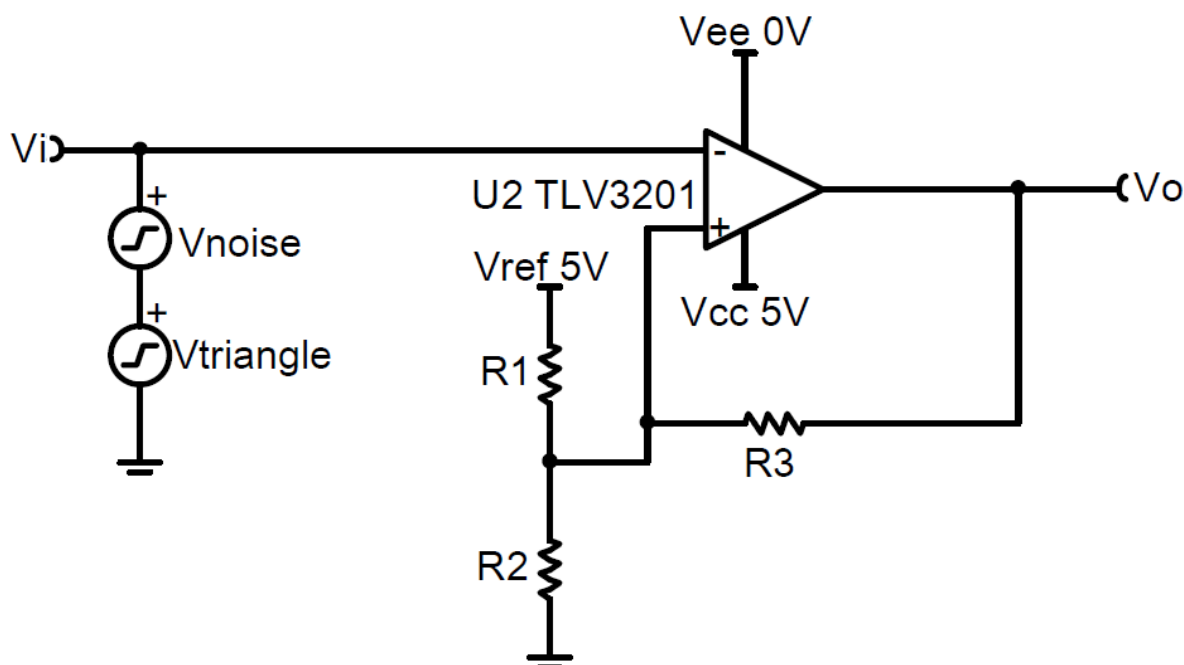 Vee 0V
Vi
-
U2 TLV3201
Vo
+
+
Vnoise
Vref 5V
Vcc 5V
+
Vtriangle
R1
R3
R2